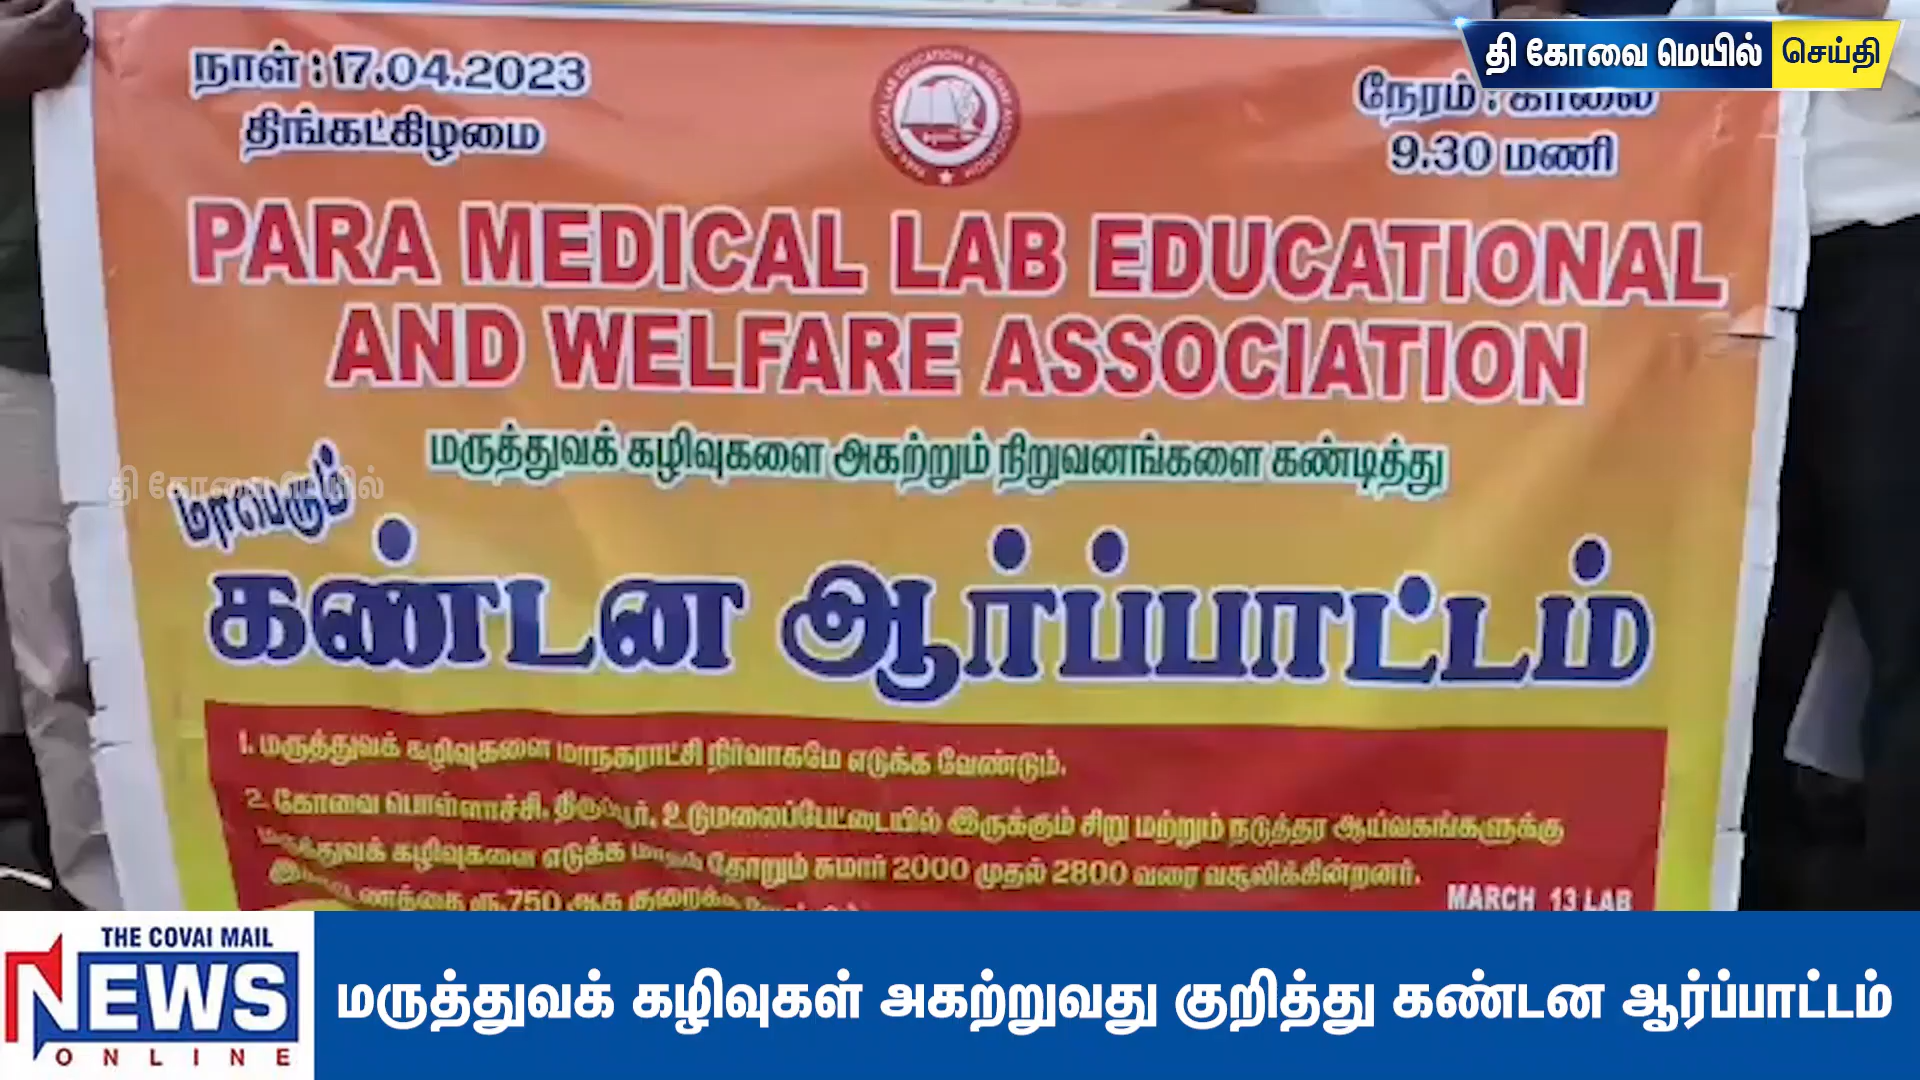 தி கோவை மெயில் செய்தி
நாள் : 17.04.2023
திங்கட்கிழமை
நேரம் : காலை
9.30 மணி
PARA MEDICAL LAB EDUCATIONAL
AND WELFARE ASSOCIATION
மருத்துவக் கழிவுகளை அகற்றும் நிறுவனங்களை கண்டித்து
தி கோவை மெயில்
மாபெரும்
கண்டன ஆர்ப்பாட்டம்
1. மருத்துவக் கழிவுகளை மாநகராட்சி நிர்வாகமே எடுக்க வேண்டும்.
2. கோவை பொள்ளாச்சி, திருப்பூர், உடுமலைப்பேட்டையில் இருக்கும் சிறு மற்றும் நடுத்தர ஆய்வகங்களுக்கு
மருத்துவக் கழிவுகளை எடுக்க மாதம் தோறும் சுமார் 2000 முதல் 2800 வரை வசூலிக்கின்றனர்.
ரூ.750 ஆக
MARCH 13 LAB
THE COVAI MAIL
NEWS
ONLINE
மருத்துவக் கழிவுகள் அகற்றுவது குறித்து கண்டன ஆர்ப்பாட்டம்